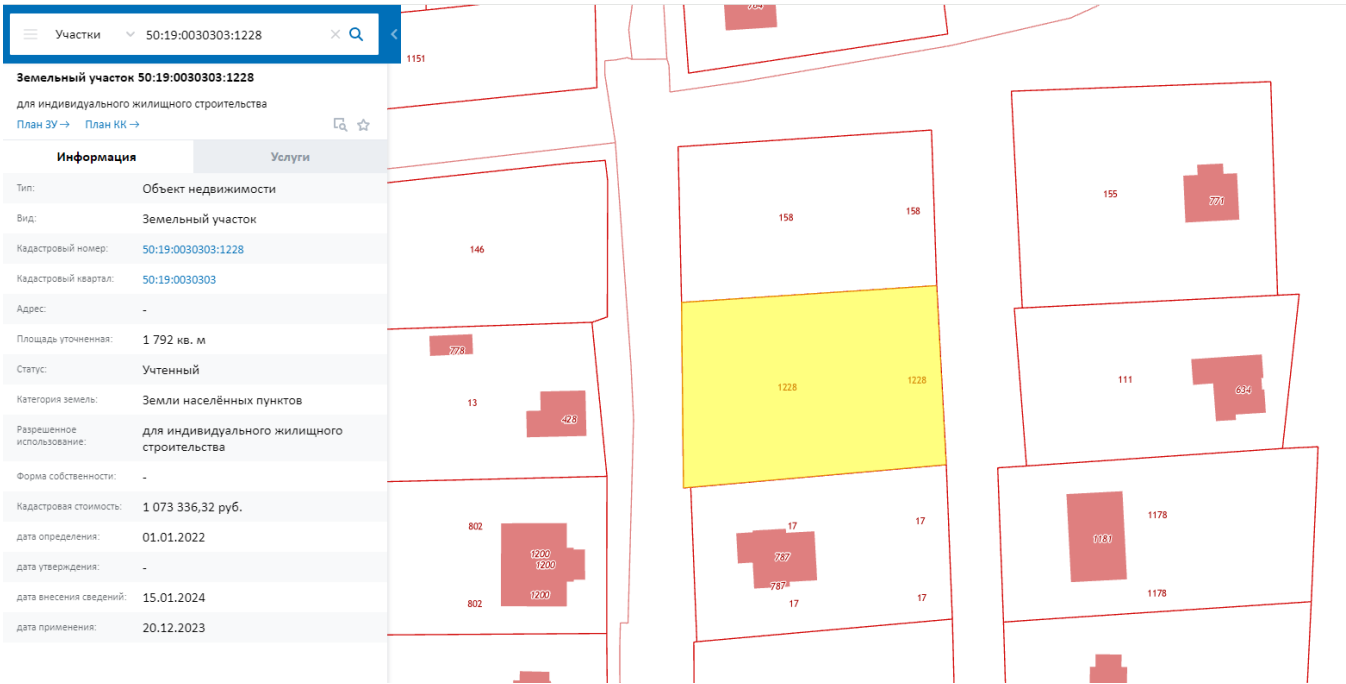 Участки 50:19:0030303:1228
Земельный участок 50:19:0030303:1228
для индивидуального жилищного строительства
План ЗУ → План КК →
Информация Услуги
Тип: Объект недвижимости
Вид: Земельный участок
Кадастровый номер: 50:19:0030303:1228
Кадастровый квартал: 50:19:0030303
Адрес: -
Площадь уточненная: 1 792 кв. м
Статус: Учтенный
Категория земель: Земли населённых пунктов
Разрешенное использование: для индивидуального жилищного
строительства
Форма собственности: -
Кадастровая стоимость: 1 073 336,32 руб.
дата определения: 01.01.2022
дата утверждения: -
дата внесения сведений: 15.01.2024
дата применения: 20.12.2023
1151
158 158
155 771
146
778
13 428
1228 1228
111 634
802
1200
1200
1200
802
17 17
787
787
17 17
1178
1181
1178